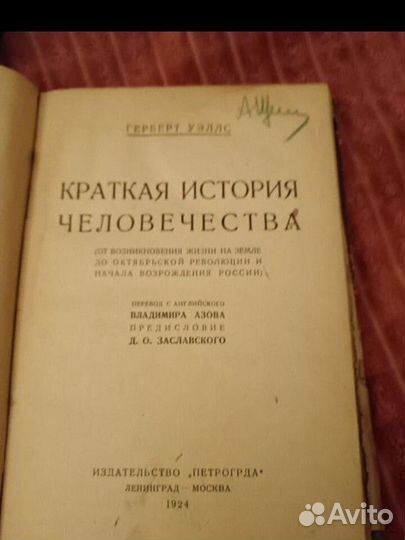 ГЕРБЕРТ УЭЛЛС
КРАТКАЯ ИСТОРИЯ
ЧЕЛОВЕЧЕСТВА
(ОТ ВОЗНИКНОВЕНИЯ ЖИЗНИ НА ЗЕМЛЕ
ДО ОКТЯБРЬСКОЙ РЕВОЛЮЦИИ И
НАЧАЛА ВОЗРОЖДЕНИЯ РОССИИ)
ПЕРЕВОД С АНГЛИЙСКОГО
ВЛАДИМИРА АЗОВА
ПРЕДИСЛОВИЕ
Д. О. ЗАСЛАВСКОГО
ИЗДАТЕЛЬСТВО „ПЕТРОГРДА"
ЛЕНИНГРАД — МОСКВА
1924
Avito